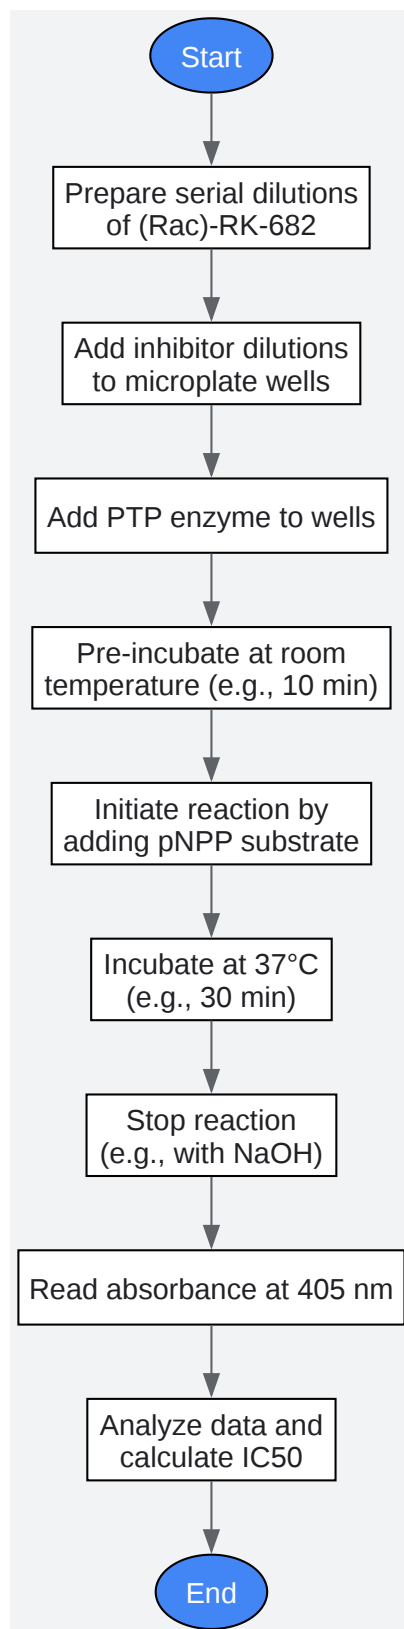 Start
Prepare serial dilutions
of (Rac)-RK-682
Add inhibitor dilutions
to microplate wells
Add PTP enzyme to wells
Pre-incubate at room
temperature (e.g., 10 min)
Initiate reaction by
adding pNPP substrate
Incubate at 37°C
(e.g., 30 min)
Stop reaction
(e.g., with NaOH)
Read absorbance at 405 nm
Analyze data and
calculate IC50
End